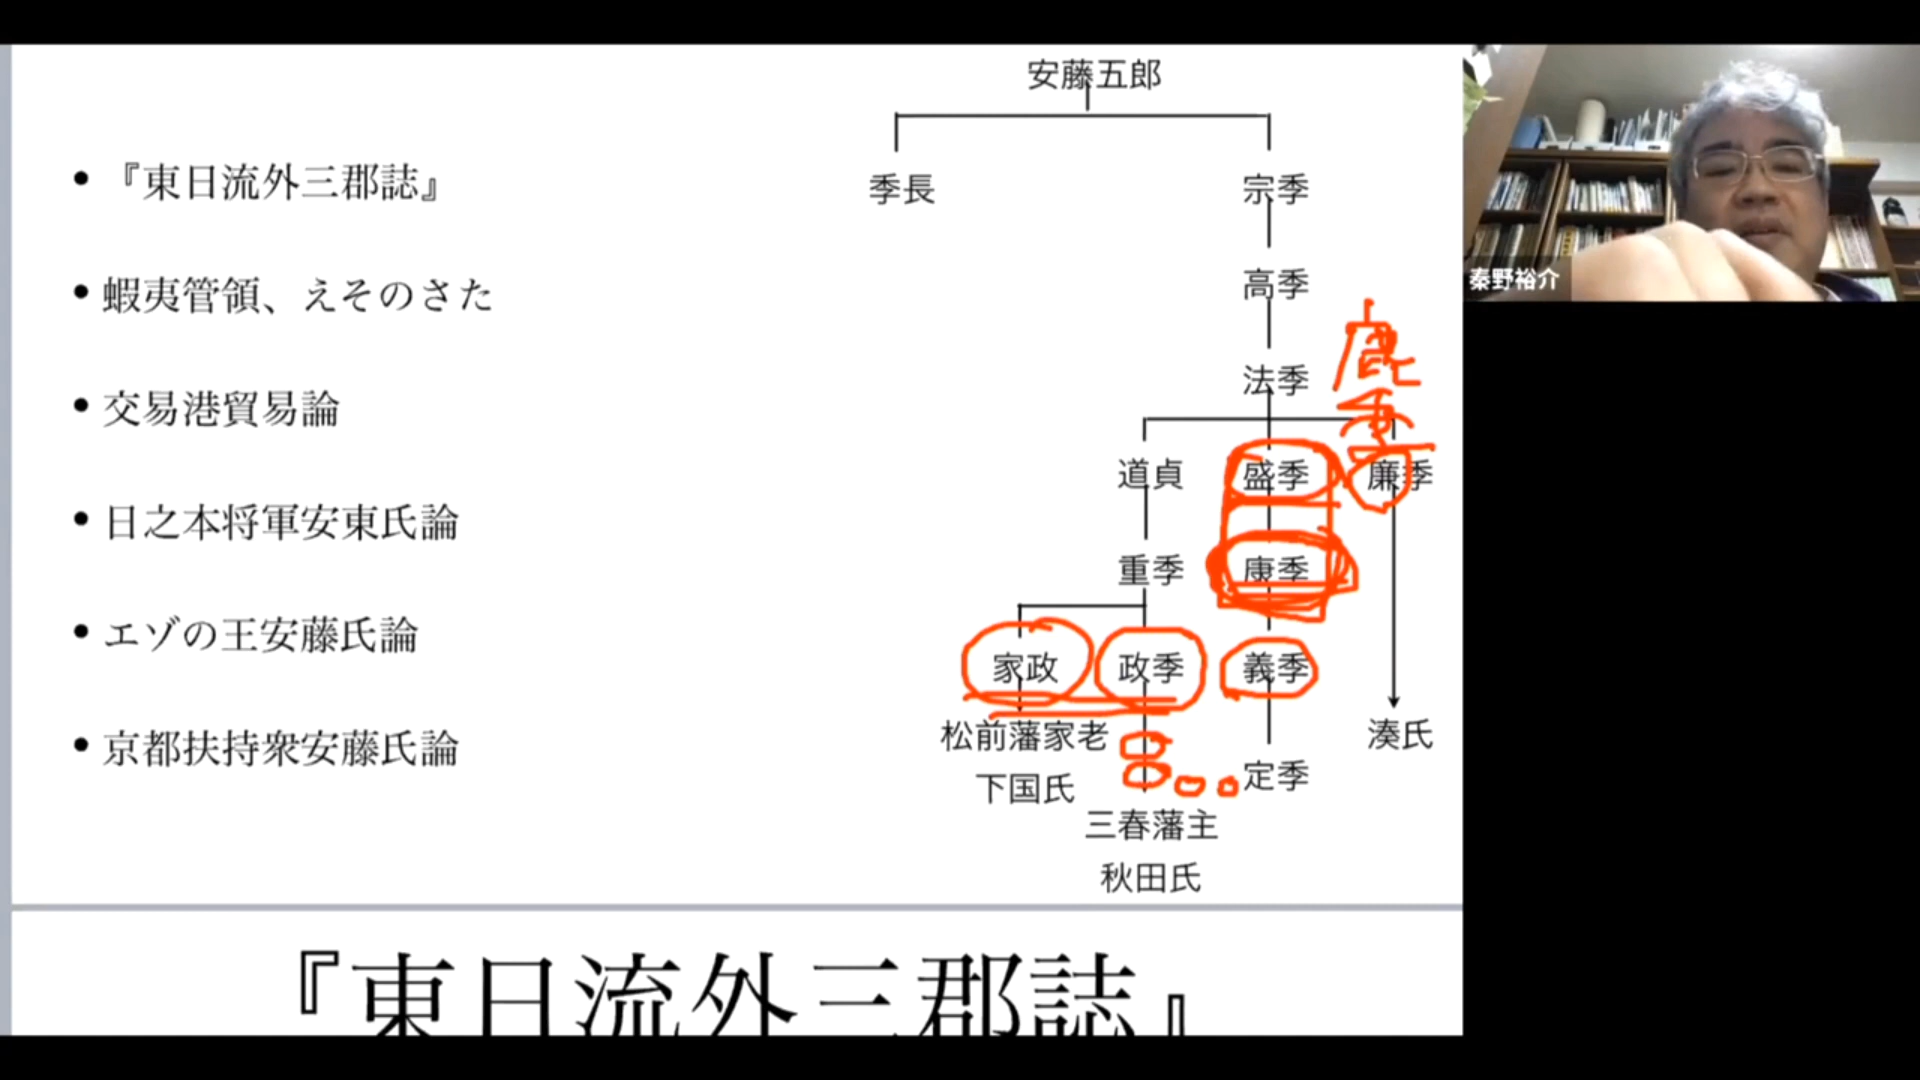 • 『東日流外三郡誌』
• 蝦夷管領、えそのさた
• 交易港貿易論
• 日之本将軍安東氏論
• エゾの王安藤氏論
• 京都扶持衆安藤氏論
安藤五郎
季長 宗季
高季
法季
鹿季
道貞 盛季 廉季
重季 康季
家政 政季 義季
松前藩家老 湊氏
下国氏 定季
三春藩主
秋田氏
『東日流外三郡誌』
秦野裕介